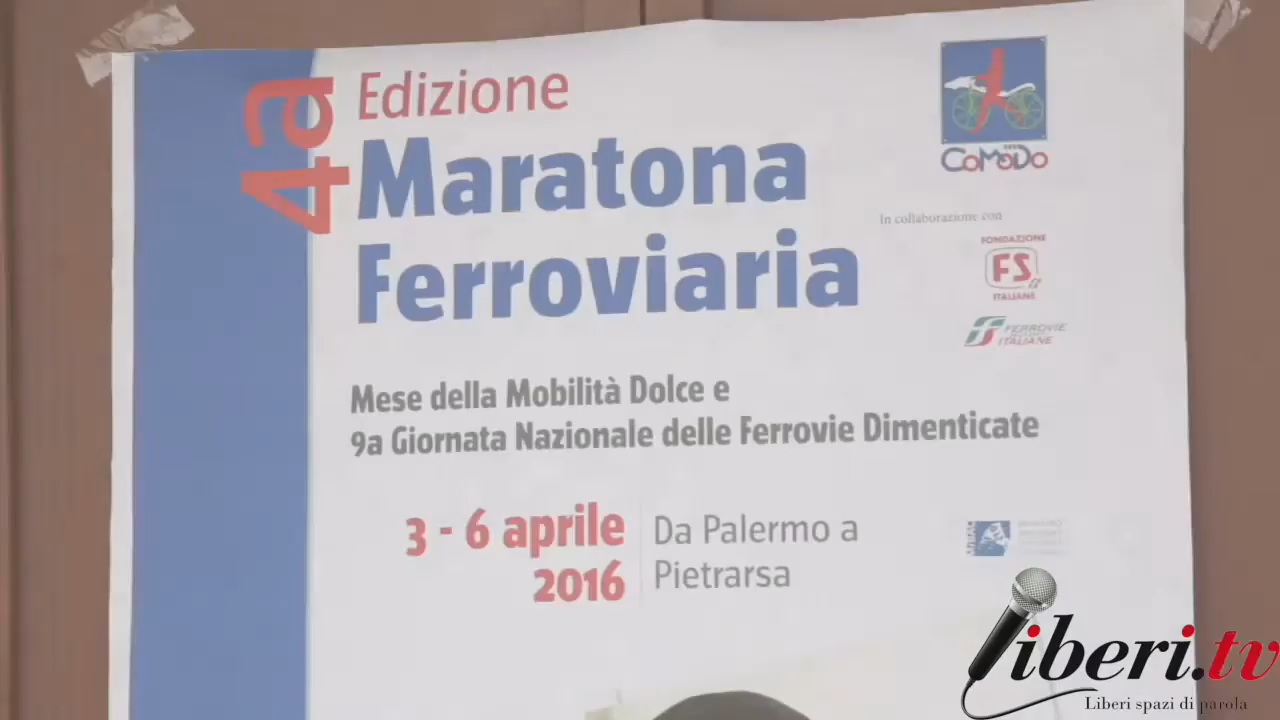 4a
Edizione
Maratona
Ferroviaria
CoMoDo
In collaborazione con
FONDAZIONE
FS
ITALIANE
FERROVIE
ITALIANE
Mese della Mobilità Dolce e
9a Giornata Nazionale delle Ferrovie Dimenticate
3 - 6 aprile
2016
Da Palermo a
Pietrarsa
liberi.tv
Liberi spazi di parola